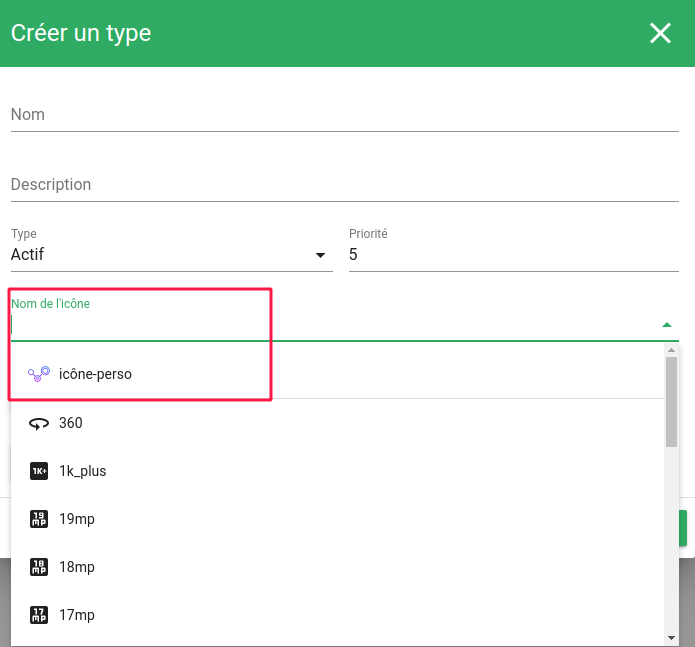 Créer un type
Nom
Description
Type
Priorité
Actif
5
Nom de l'icône
icône-perso
360
1K+ 1k_plus
19 MP 19mp
18 MP 18mp
17 MP 17mp